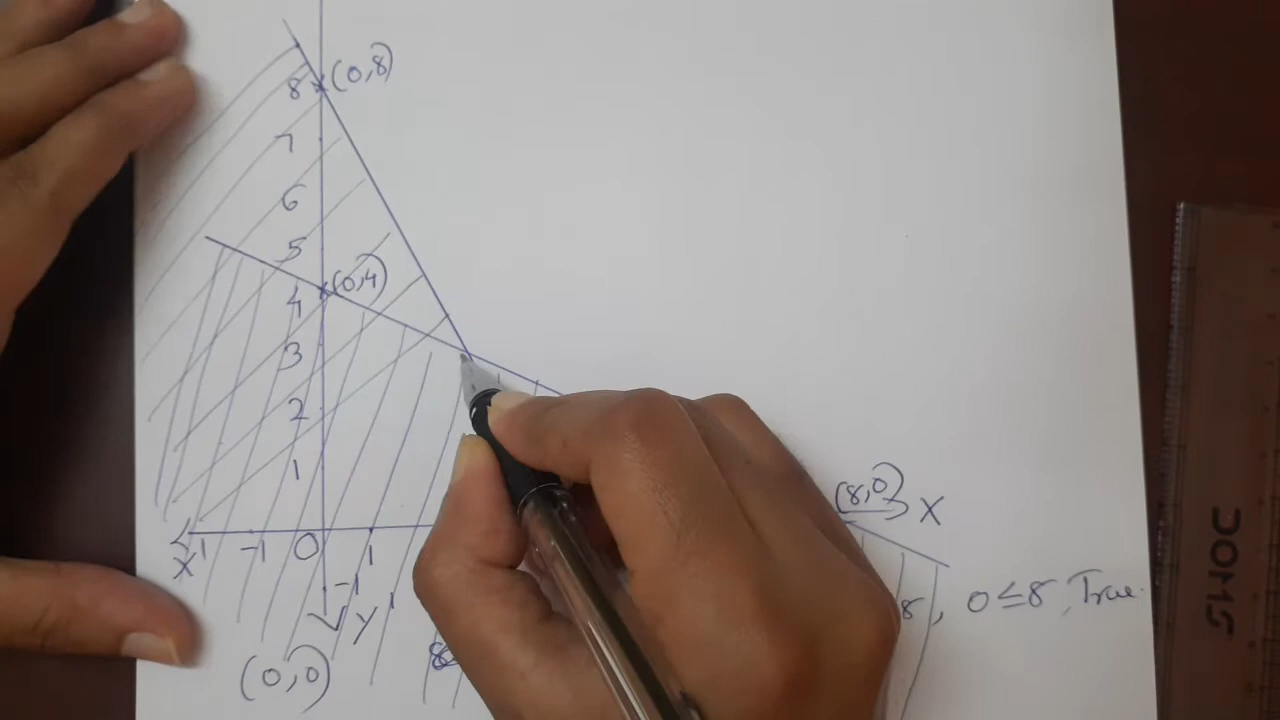 8 (0,8)
7
6
5
4 (0,4)
3
2
1
(8,0) X
X' -1 0 1
-1
8, 0≤8, True.
Y'
(0,0)